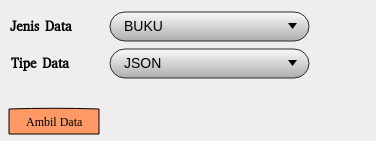 Jenis Data BUKU
Tipe Data JSON
Ambil Data